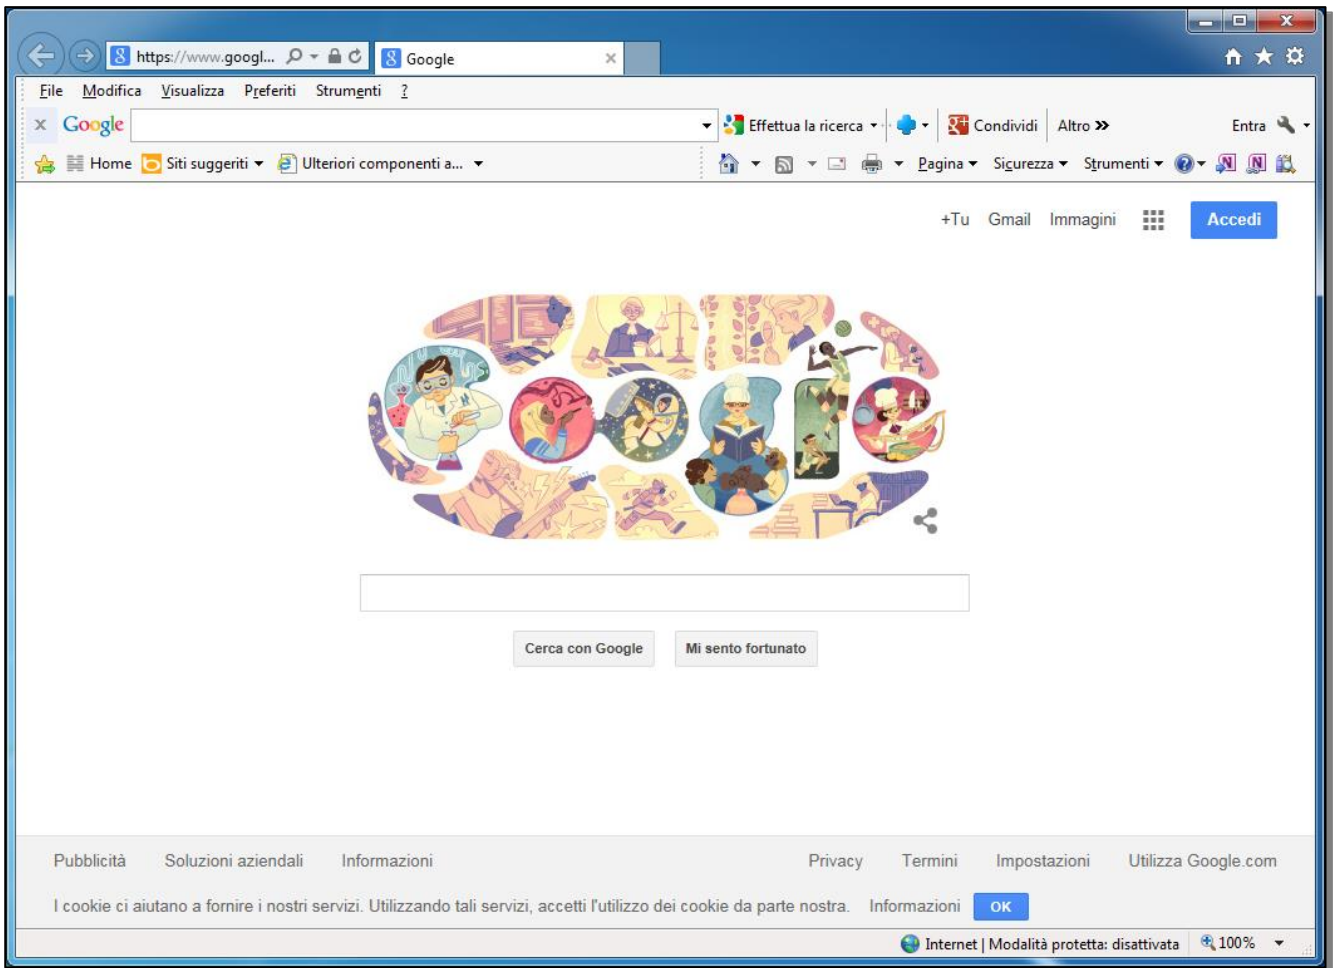 https://www.googl...
Google
File Modifica Visualizza Preferiti Strumenti ?
x Google Effettua la ricerca Condividi Altro » Entra
Home Siti suggeriti Ulteriori componenti a... Pagina Sicurezza Strumenti
+Tu Gmail Immagini Accedi
Cerca con Google Mi sento fortunato
Pubblicità Soluzioni aziendali Informazioni Privacy Termini Impostazioni Utilizza Google.com
I cookie ci aiutano a fornire i nostri servizi. Utilizzando tali servizi, accetti l'utilizzo dei cookie da parte nostra. Informazioni OK
Internet | Modalità protetta: disattivata 100%